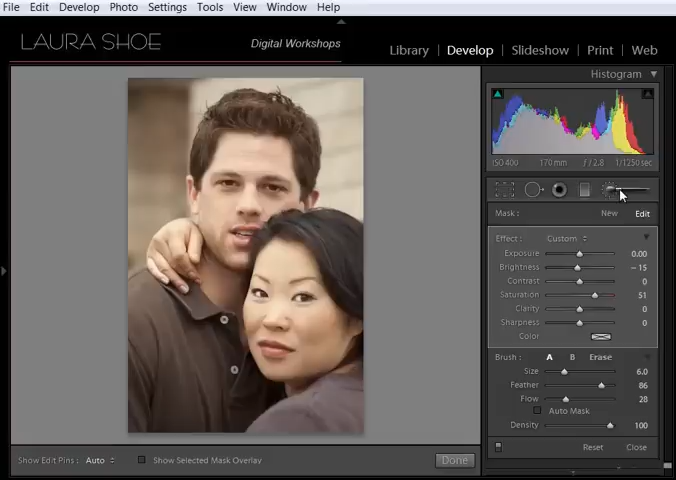 File Edit Develop Photo Settings Tools View Window Help
LAURA SHOE Digital Workshops
Library | Develop | Slideshow | Print | Web
Histogram
ISO 400 170 mm f / 2.8 1/1250 sec
Mask : New Edit
Effect : Custom
Exposure 0.00
Brightness – 15
Contrast 0
Saturation 51
Clarity 0
Sharpness 0
Color
Brush : A B Erase
Size 6.0
Feather 86
Flow 28
Auto Mask
Density 100
Reset Close
Show Edit Pins : Auto Show Selected Mask Overlay Done